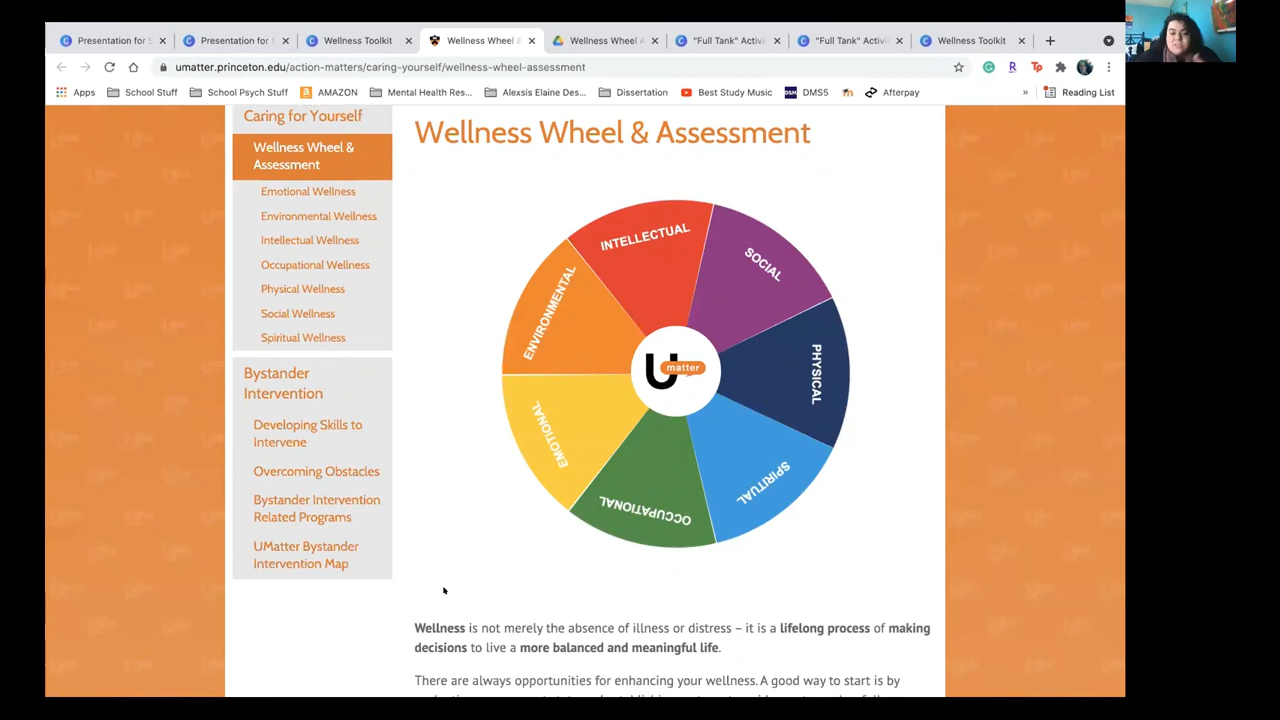 Presentation for S
Presentation for S
Wellness Toolkit
Wellness Wheel &
Wellness Wheel A
"Full Tank" Activi
"Full Tank" Activi
Wellness Toolkit
umatter.princeton.edu/action-matters/caring-yourself/wellness-wheel-assessment
Apps
School Stuff
School Psych Stuff
AMAZON
Mental Health Res...
Alexsis Elaine Des...
Dissertation
Best Study Music
DMS5
Afterpay
»
Reading List
Caring for Yourself
Wellness Wheel &
Assessment
Emotional Wellness
Environmental Wellness
Intellectual Wellness
Occupational Wellness
Physical Wellness
Social Wellness
Spiritual Wellness
Bystander
Intervention
Developing Skills to
Intervene
Overcoming Obstacles
Bystander Intervention
Related Programs
UMatter Bystander
Intervention Map
Wellness Wheel & Assessment
INTELLECTUAL
SOCIAL
PHYSICAL
SPIRITUAL
OCCUPATIONAL
EMOTIONAL
ENVIRONMENTAL
U matter
Wellness is not merely the absence of illness or distress – it is a lifelong process of making
decisions to live a more balanced and meaningful life.
There are always opportunities for enhancing your wellness. A good way to start is by